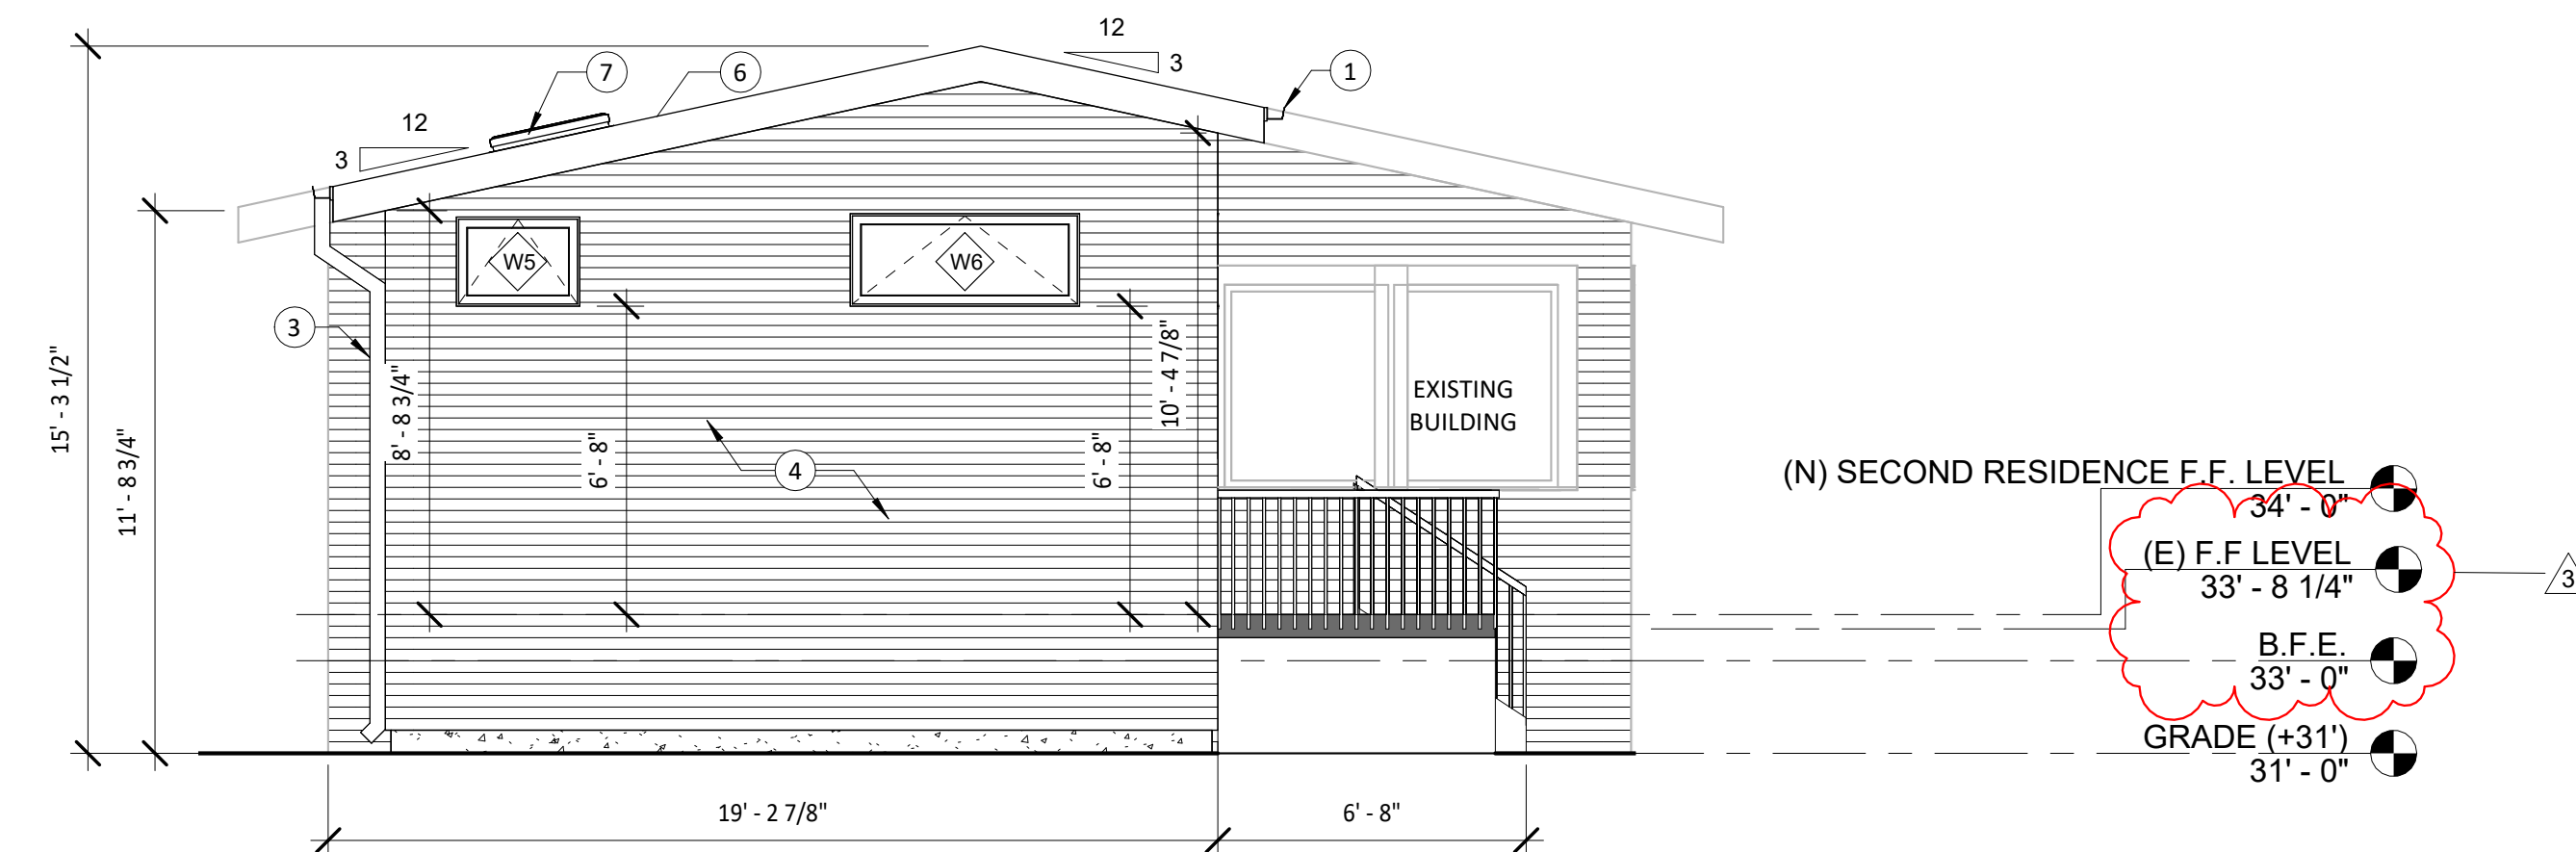 12
3
7
6
1
12
3
W5
W6
3
15' - 3 1/2"
11' - 8 3/4"
8' - 8 3/4"
6' - 8"
6' - 8"
10' - 4 7/8"
4
EXISTING
BUILDING
(N) SECOND RESIDENCE F.F. LEVEL
34' - 0"
(E) F.F LEVEL
33' - 8 1/4"
3
B.F.E.
33' - 0"
GRADE (+31')
31' - 0"
19' - 2 7/8"
6' - 8"